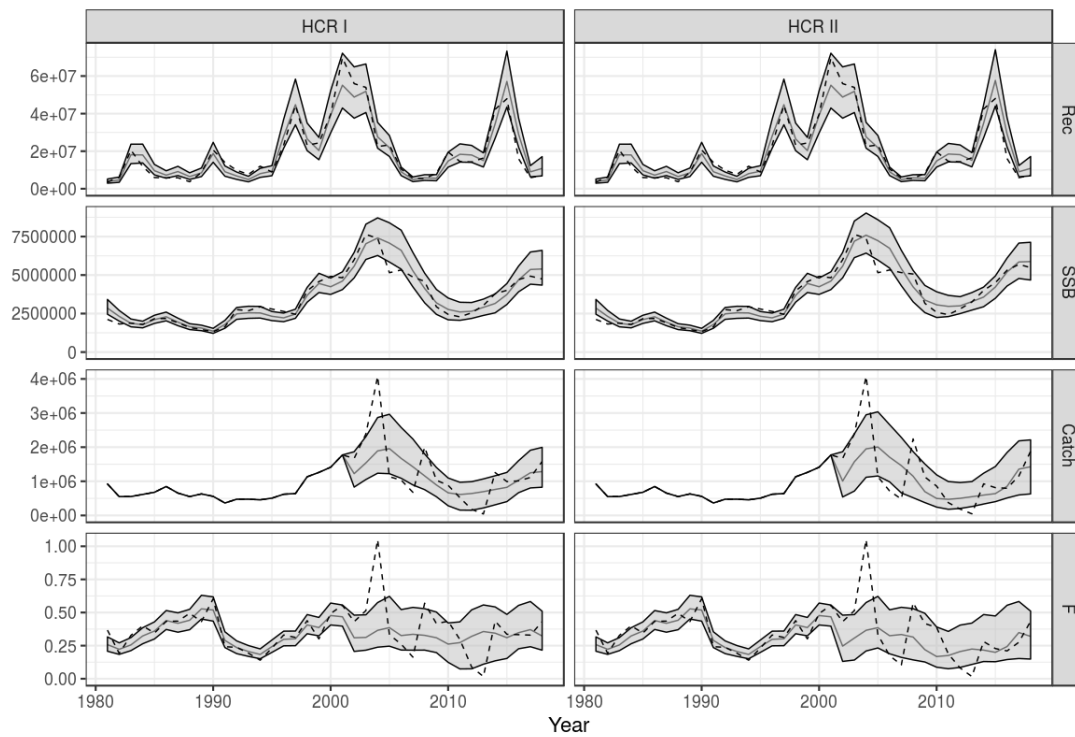 HCR I
HCR II
6e+07
4e+07
2e+07
0e+00
Rec
7500000
5000000
2500000
0
SSB
4e+06
3e+06
2e+06
1e+06
0e+00
Catch
1.00
0.75
0.50
0.25
0.00
F
1980
1990
2000
2010
1980
1990
2000
2010
Year